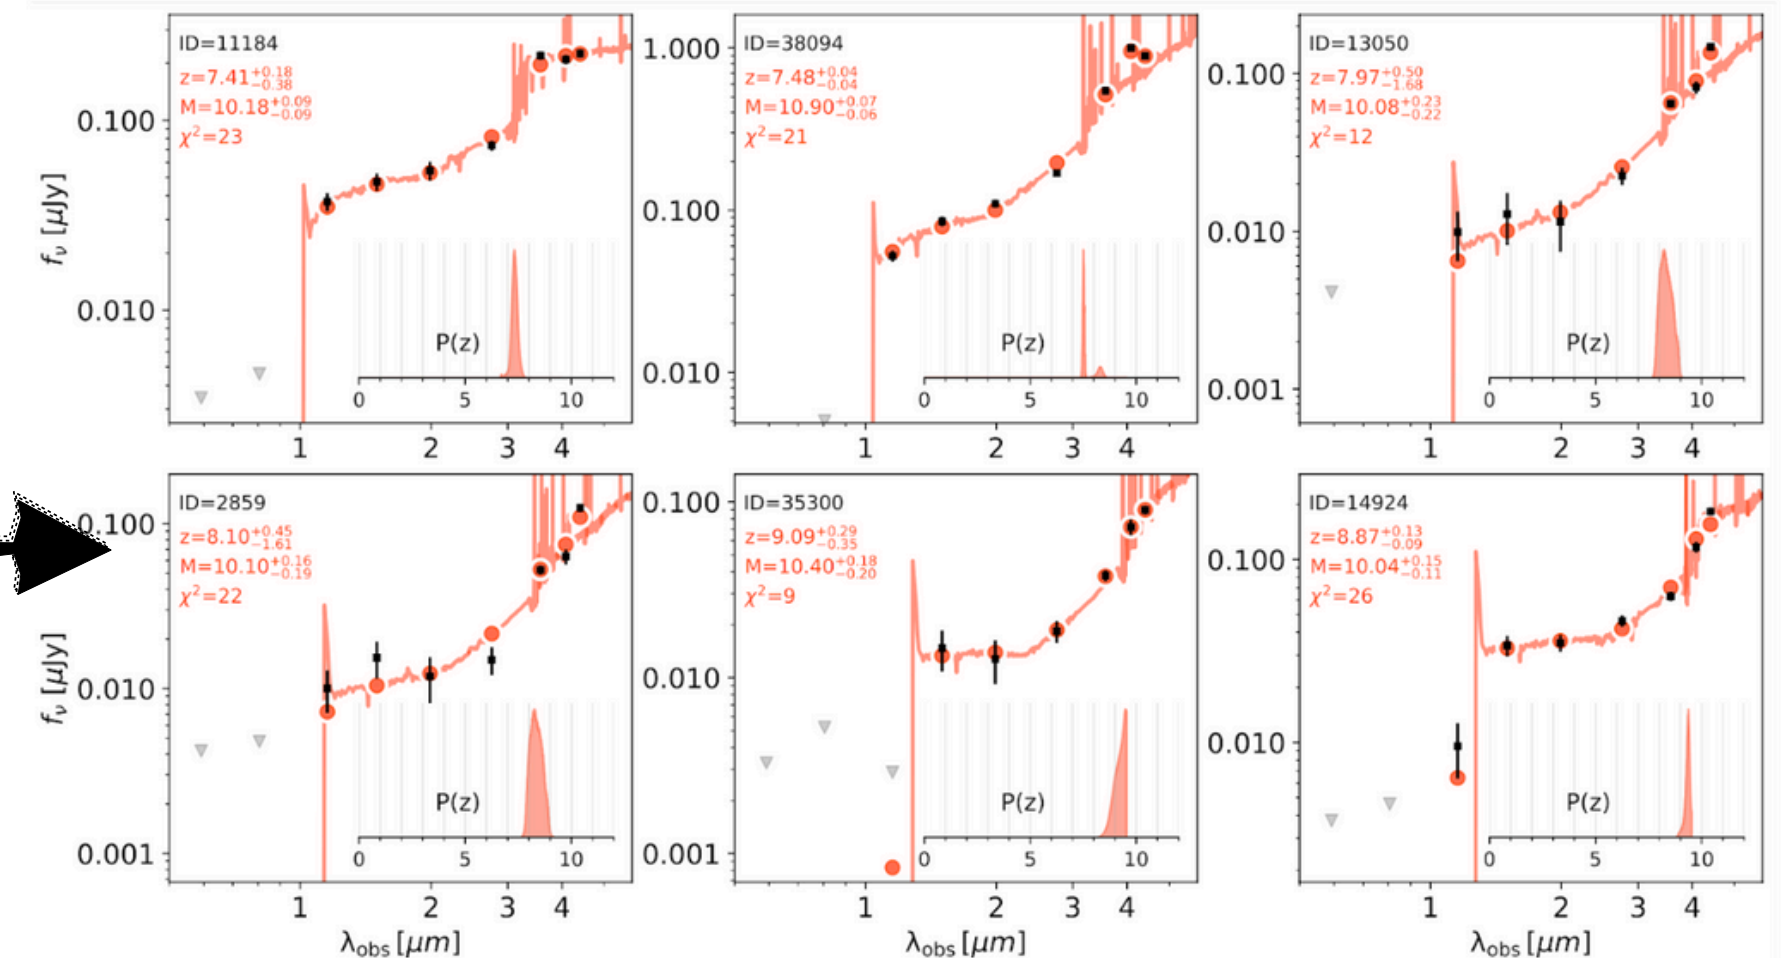 ID=11184
z=7.41+0.18−0.38
M=10.18+0.09−0.09
χ²=23
P(z)
0 5 10
0.100
0.010
fν [μJy]
1 2 3 4
ID=38094
z=7.48+0.04−0.04
M=10.90+0.07−0.06
χ²=21
P(z)
0 5 10
1.000
0.100
0.010
1 2 3 4
ID=13050
z=7.97+0.50−1.68
M=10.08+0.23−0.22
χ²=12
P(z)
0 5 10
0.100
0.010
0.001
1 2 3 4
ID=2859
z=8.10+0.45−1.61
M=10.10+0.16−0.19
χ²=22
P(z)
0 5 10
0.100
0.010
0.001
fν [μJy]
1 2 3 4
λobs [μm]
ID=35300
z=9.09+0.29−0.35
M=10.40+0.18−0.20
χ²=9
P(z)
0 5 10
0.100
0.010
0.001
1 2 3 4
λobs [μm]
ID=14924
z=8.87+0.13−0.09
M=10.04+0.15−0.11
χ²=26
P(z)
0 5 10
0.100
0.010
1 2 3 4
λobs [μm]